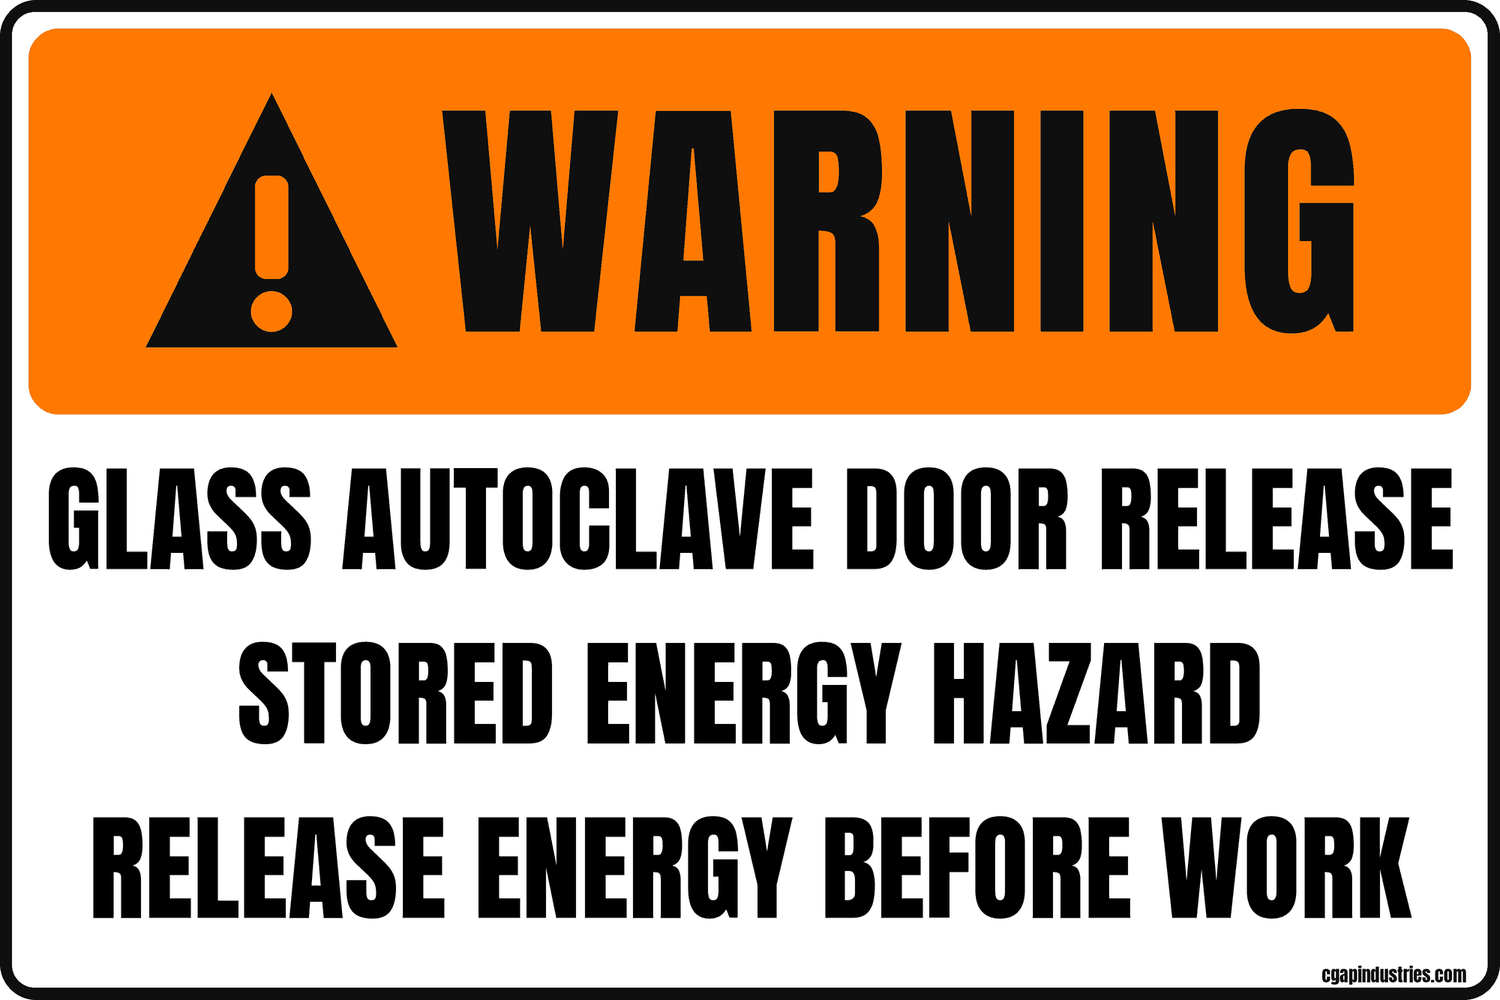 WARNING
GLASS AUTOCLAVE DOOR RELEASE
STORED ENERGY HAZARD
RELEASE ENERGY BEFORE WORK
cgapindustries.com